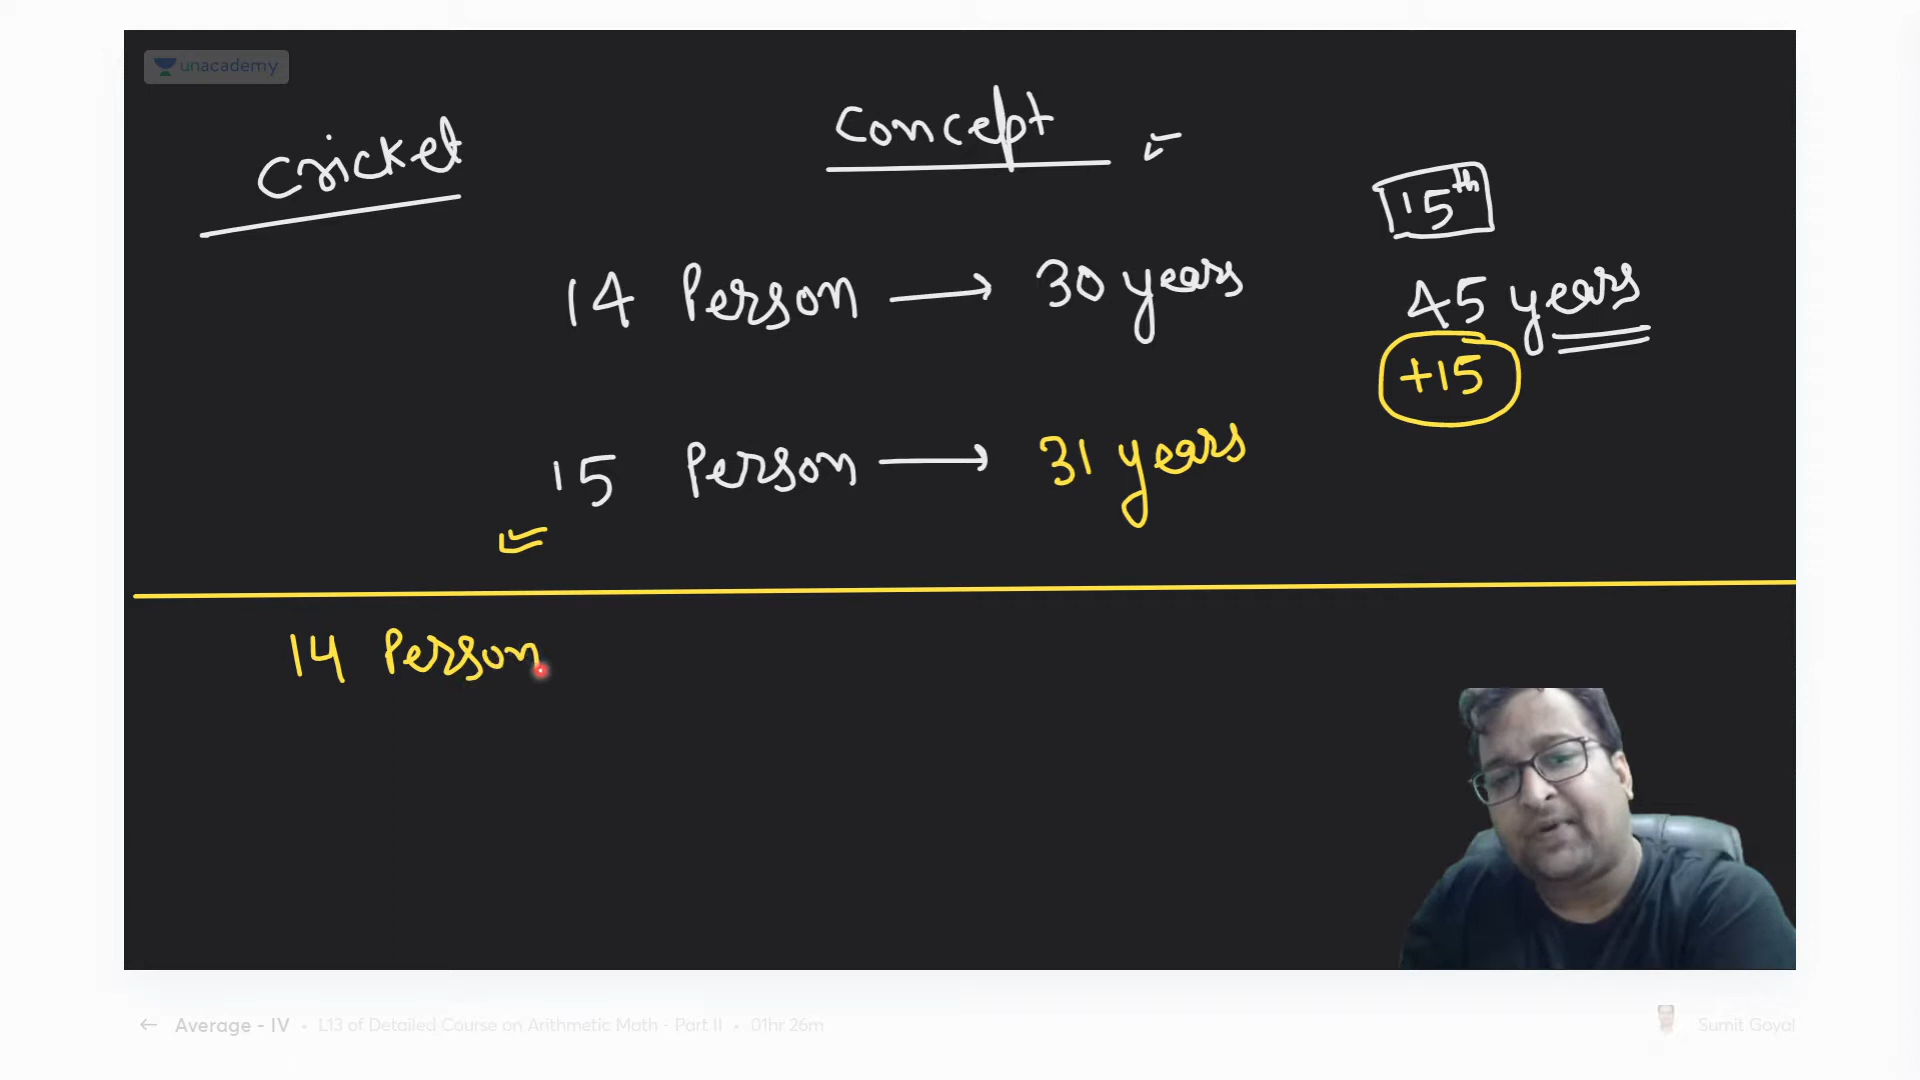 unacademy
Cricket
Concept
15th
14 Person → 30 years
45 years
+15
15 Person → 31 years
14 Person
← Average - IV • L13 of Detailed Course on Arithmetic Math - Part II • 01hr 26m
Sumit Goyal